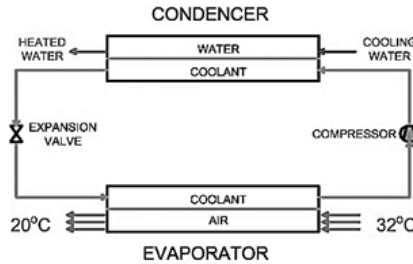 CONDENCER
HEATED WATER
WATER
COOLING WATER
COOLANT
EXPANSION VALVE
COMPRESSOR
COOLANT
20°C
AIR
32°C
EVAPORATOR